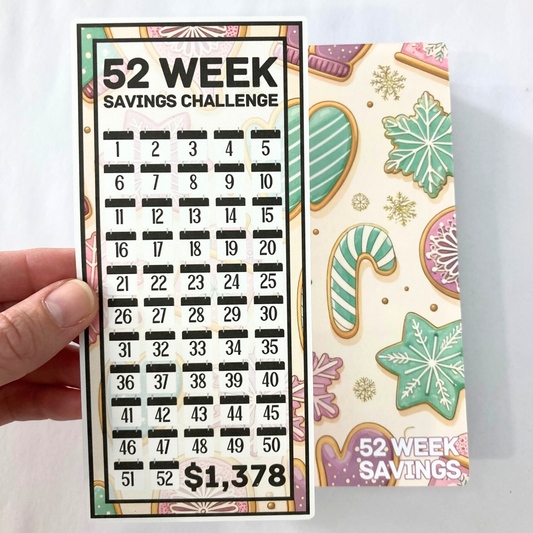 52 WEEK
SAVINGS CHALLENGE
1 2 3 4 5
6 7 8 9 10
11 12 13 14 15
16 17 18 19 20
21 22 23 24 25
26 27 28 29 30
31 32 33 34 35
36 37 38 39 40
41 42 43 44 45
46 47 48 49 50
51 52 $1,378
52 WEEK
SAVINGS